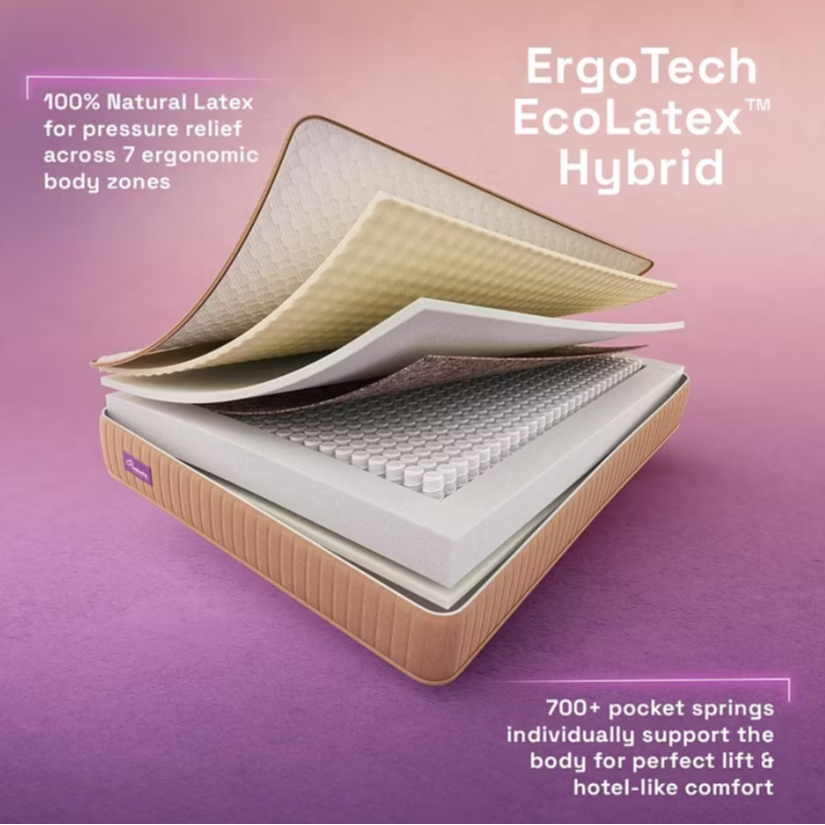 100% Natural Latex
for pressure relief
across 7 ergonomic
body zones
ErgoTech
EcoLatex™
Hybrid
700+ pocket springs
individually support the
body for perfect lift &
hotel-like comfort